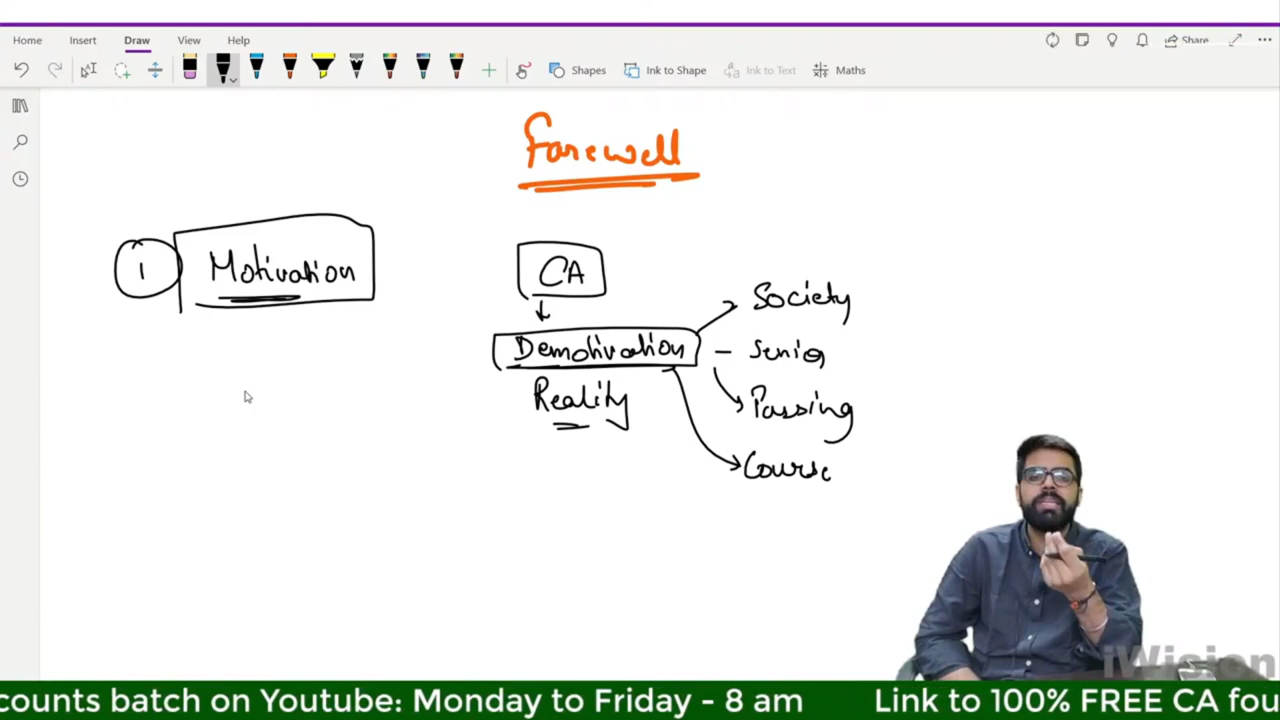 Home Insert Draw View Help
Share
Shapes Ink to Shape Ink to Text Maths
Farewell
1 Motivation
CA
Demotivation
Reality
Society
Senior
Passing
Course
iWision
counts batch on Youtube: Monday to Friday - 8 am Link to 100% FREE CA fou